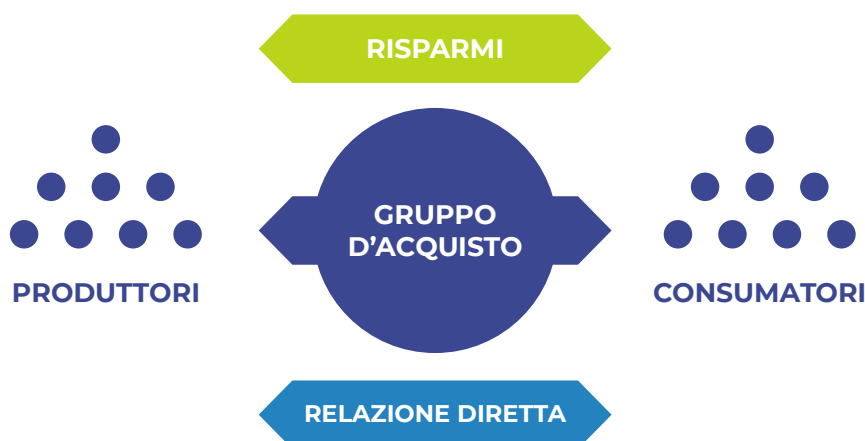 RISPARMI
GRUPPO
D’ACQUISTO
PRODUTTORI
CONSUMATORI
RELAZIONE DIRETTA